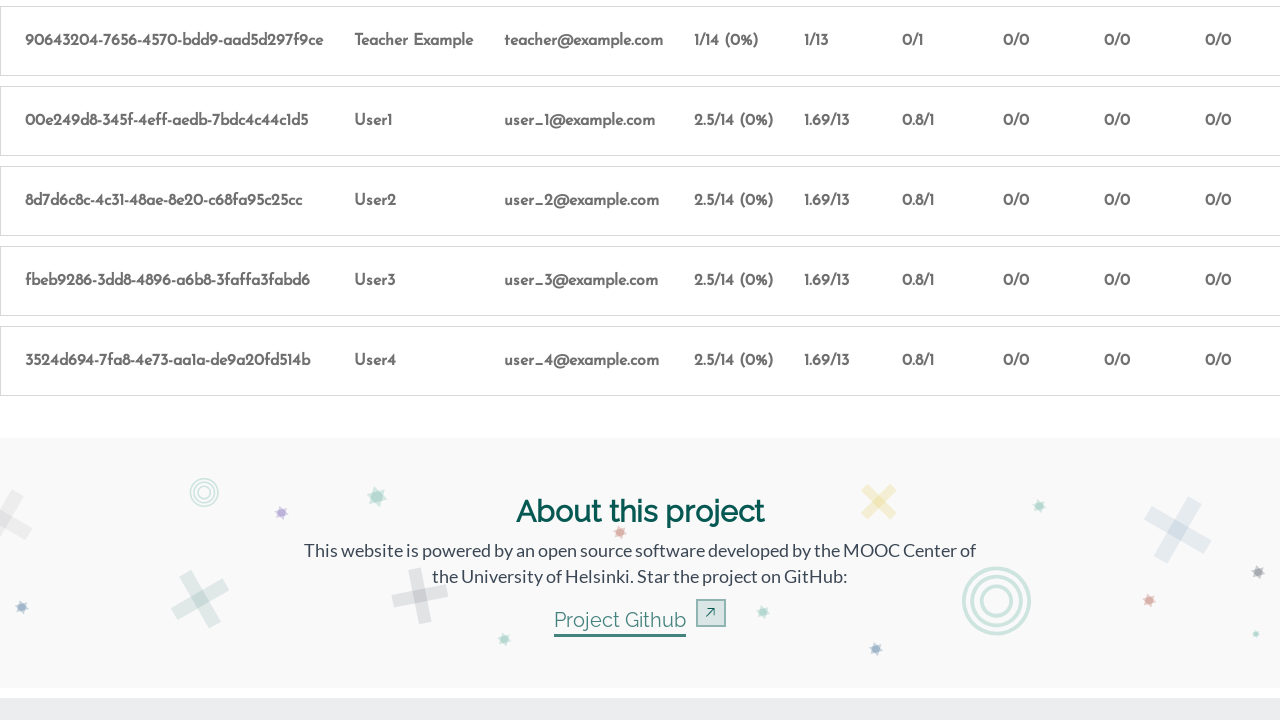 90643204-7656-4570-bdd9-aad5d297f9ce Teacher Example teacher@example.com 1/14 (0%) 1/13 0/1 0/0 0/0 0/0
00e249d8-345f-4eff-aedb-7bdc4c44c1d5 User1 user_1@example.com 2.5/14 (0%) 1.69/13 0.8/1 0/0 0/0 0/0
8d7d6c8c-4c31-48ae-8e20-c68fa95c25cc User2 user_2@example.com 2.5/14 (0%) 1.69/13 0.8/1 0/0 0/0 0/0
fbeb9286-3dd8-4896-a6b8-3faffa3fabd6 User3 user_3@example.com 2.5/14 (0%) 1.69/13 0.8/1 0/0 0/0 0/0
3524d694-7fa8-4e73-aa1a-de9a20fd514b User4 user_4@example.com 2.5/14 (0%) 1.69/13 0.8/1 0/0 0/0 0/0
About this project
This website is powered by an open source software developed by the MOOC Center of
the University of Helsinki. Star the project on GitHub:
Project Github